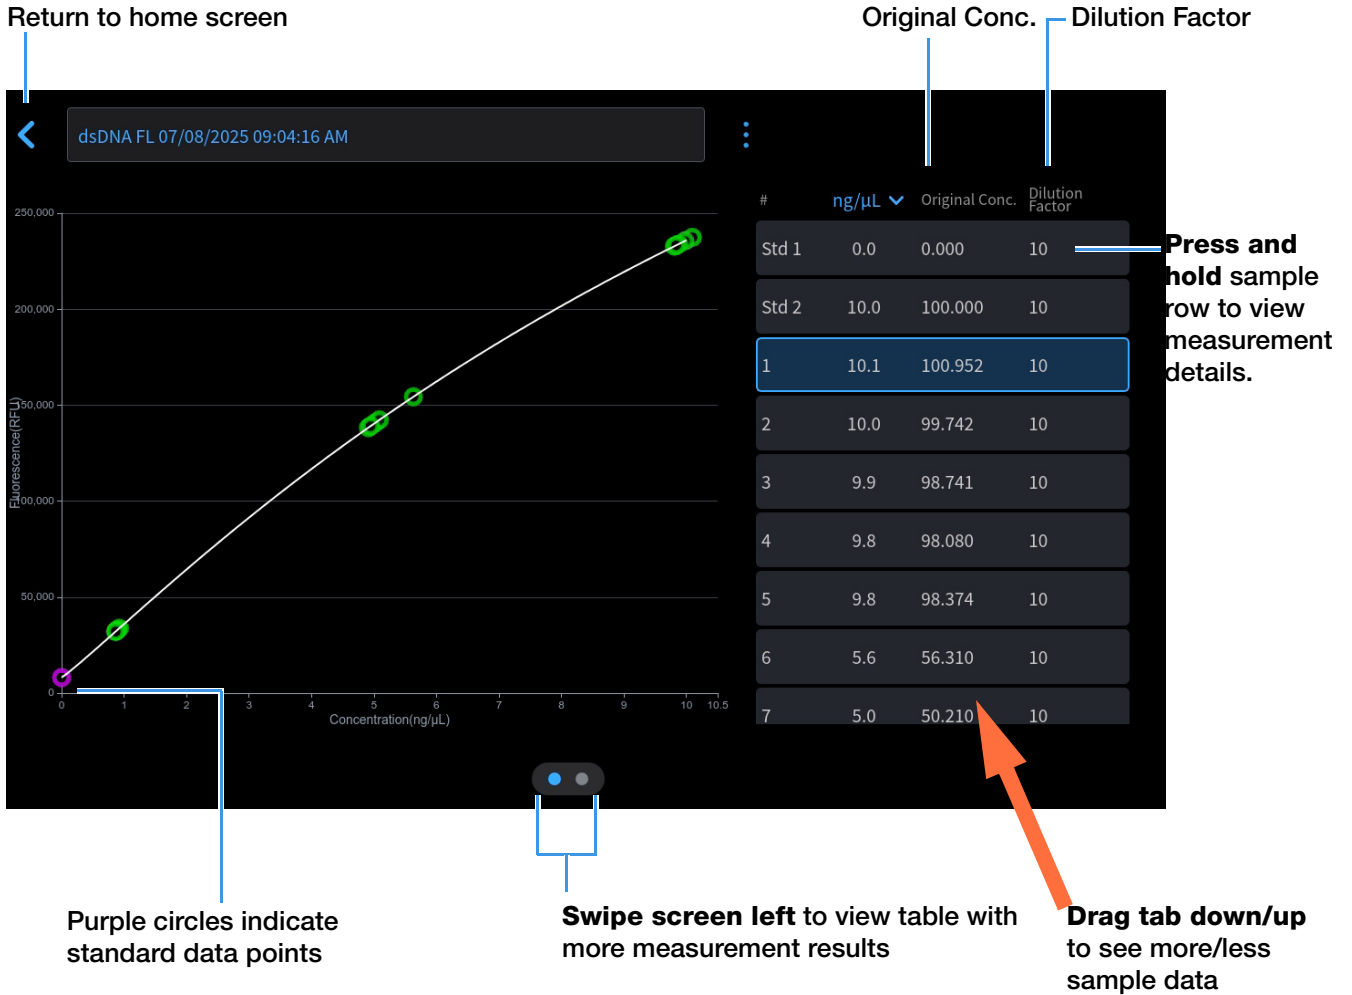 Return to home screen
Original Conc.
Dilution Factor
dsDNA FL 07/08/2025 09:04:16 AM
# ng/µL Original Conc. Dilution
Factor
Std 1 0.0 0.000 10
Std 2 10.0 100.000 10
1 10.1 100.952 10
2 10.0 99.742 10
3 9.9 98.741 10
4 9.8 98.080 10
5 9.8 98.374 10
6 5.6 56.310 10
7 5.0 50.210 10
Press and
hold sample
row to view
measurement
details.
250,000
200,000
150,000
100,000
50,000
0
Fluorescence(RFU)
0 1 2 3 4 5 6 7 8 9 10 10.5
Concentration(ng/µL)
Purple circles indicate
standard data points
Swipe screen left to view table with
more measurement results
Drag tab down/up
to see more/less
sample data